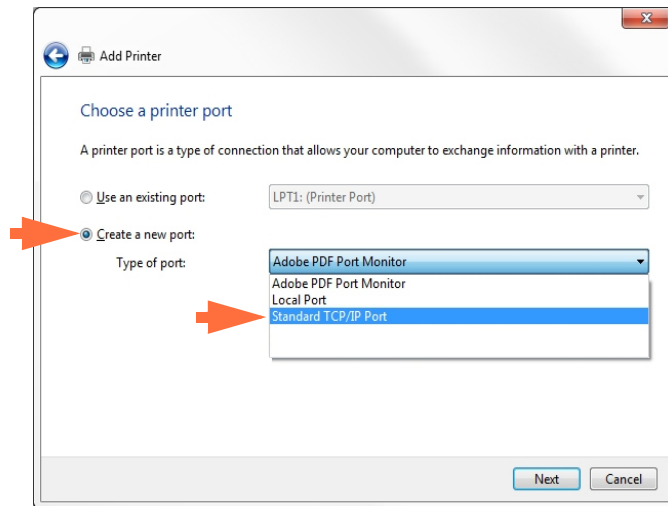 Add Printer
Choose a printer port
A printer port is a type of connection that allows your computer to exchange information with a printer.
Use an existing port: LPT1: (Printer Port)
Create a new port:
Type of port: Adobe PDF Port Monitor
Adobe PDF Port Monitor
Local Port
Standard TCP/IP Port
Next Cancel